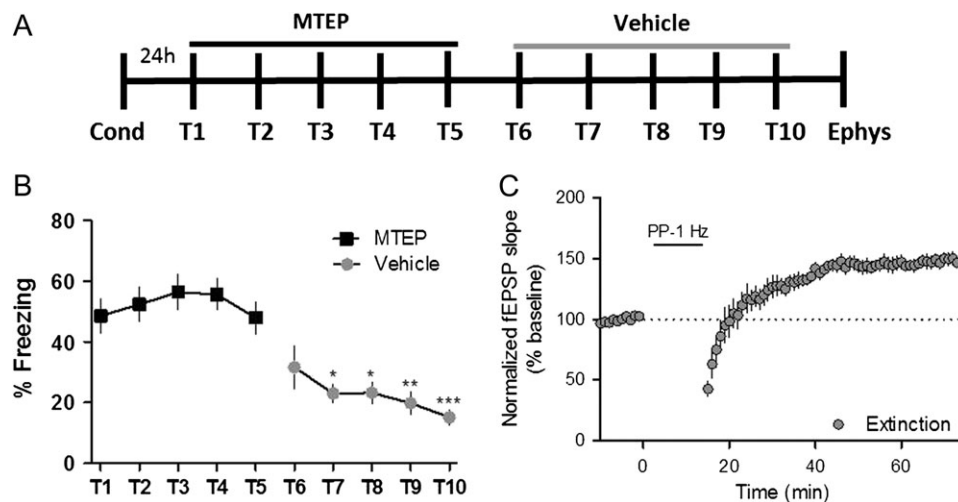 A
MTEP
Vehicle
24h
Cond T1 T2 T3 T4 T5 T6 T7 T8 T9 T10 Ephys
B
% Freezing
80
60
40
20
0
MTEP
Vehicle
* * ** ***
T1 T2 T3 T4 T5 T6 T7 T8 T9 T10
C
Normalized fEPSP slope
(% baseline)
200
150
100
50
0
PP-1 Hz
Extinction
0 20 40 60
Time (min)